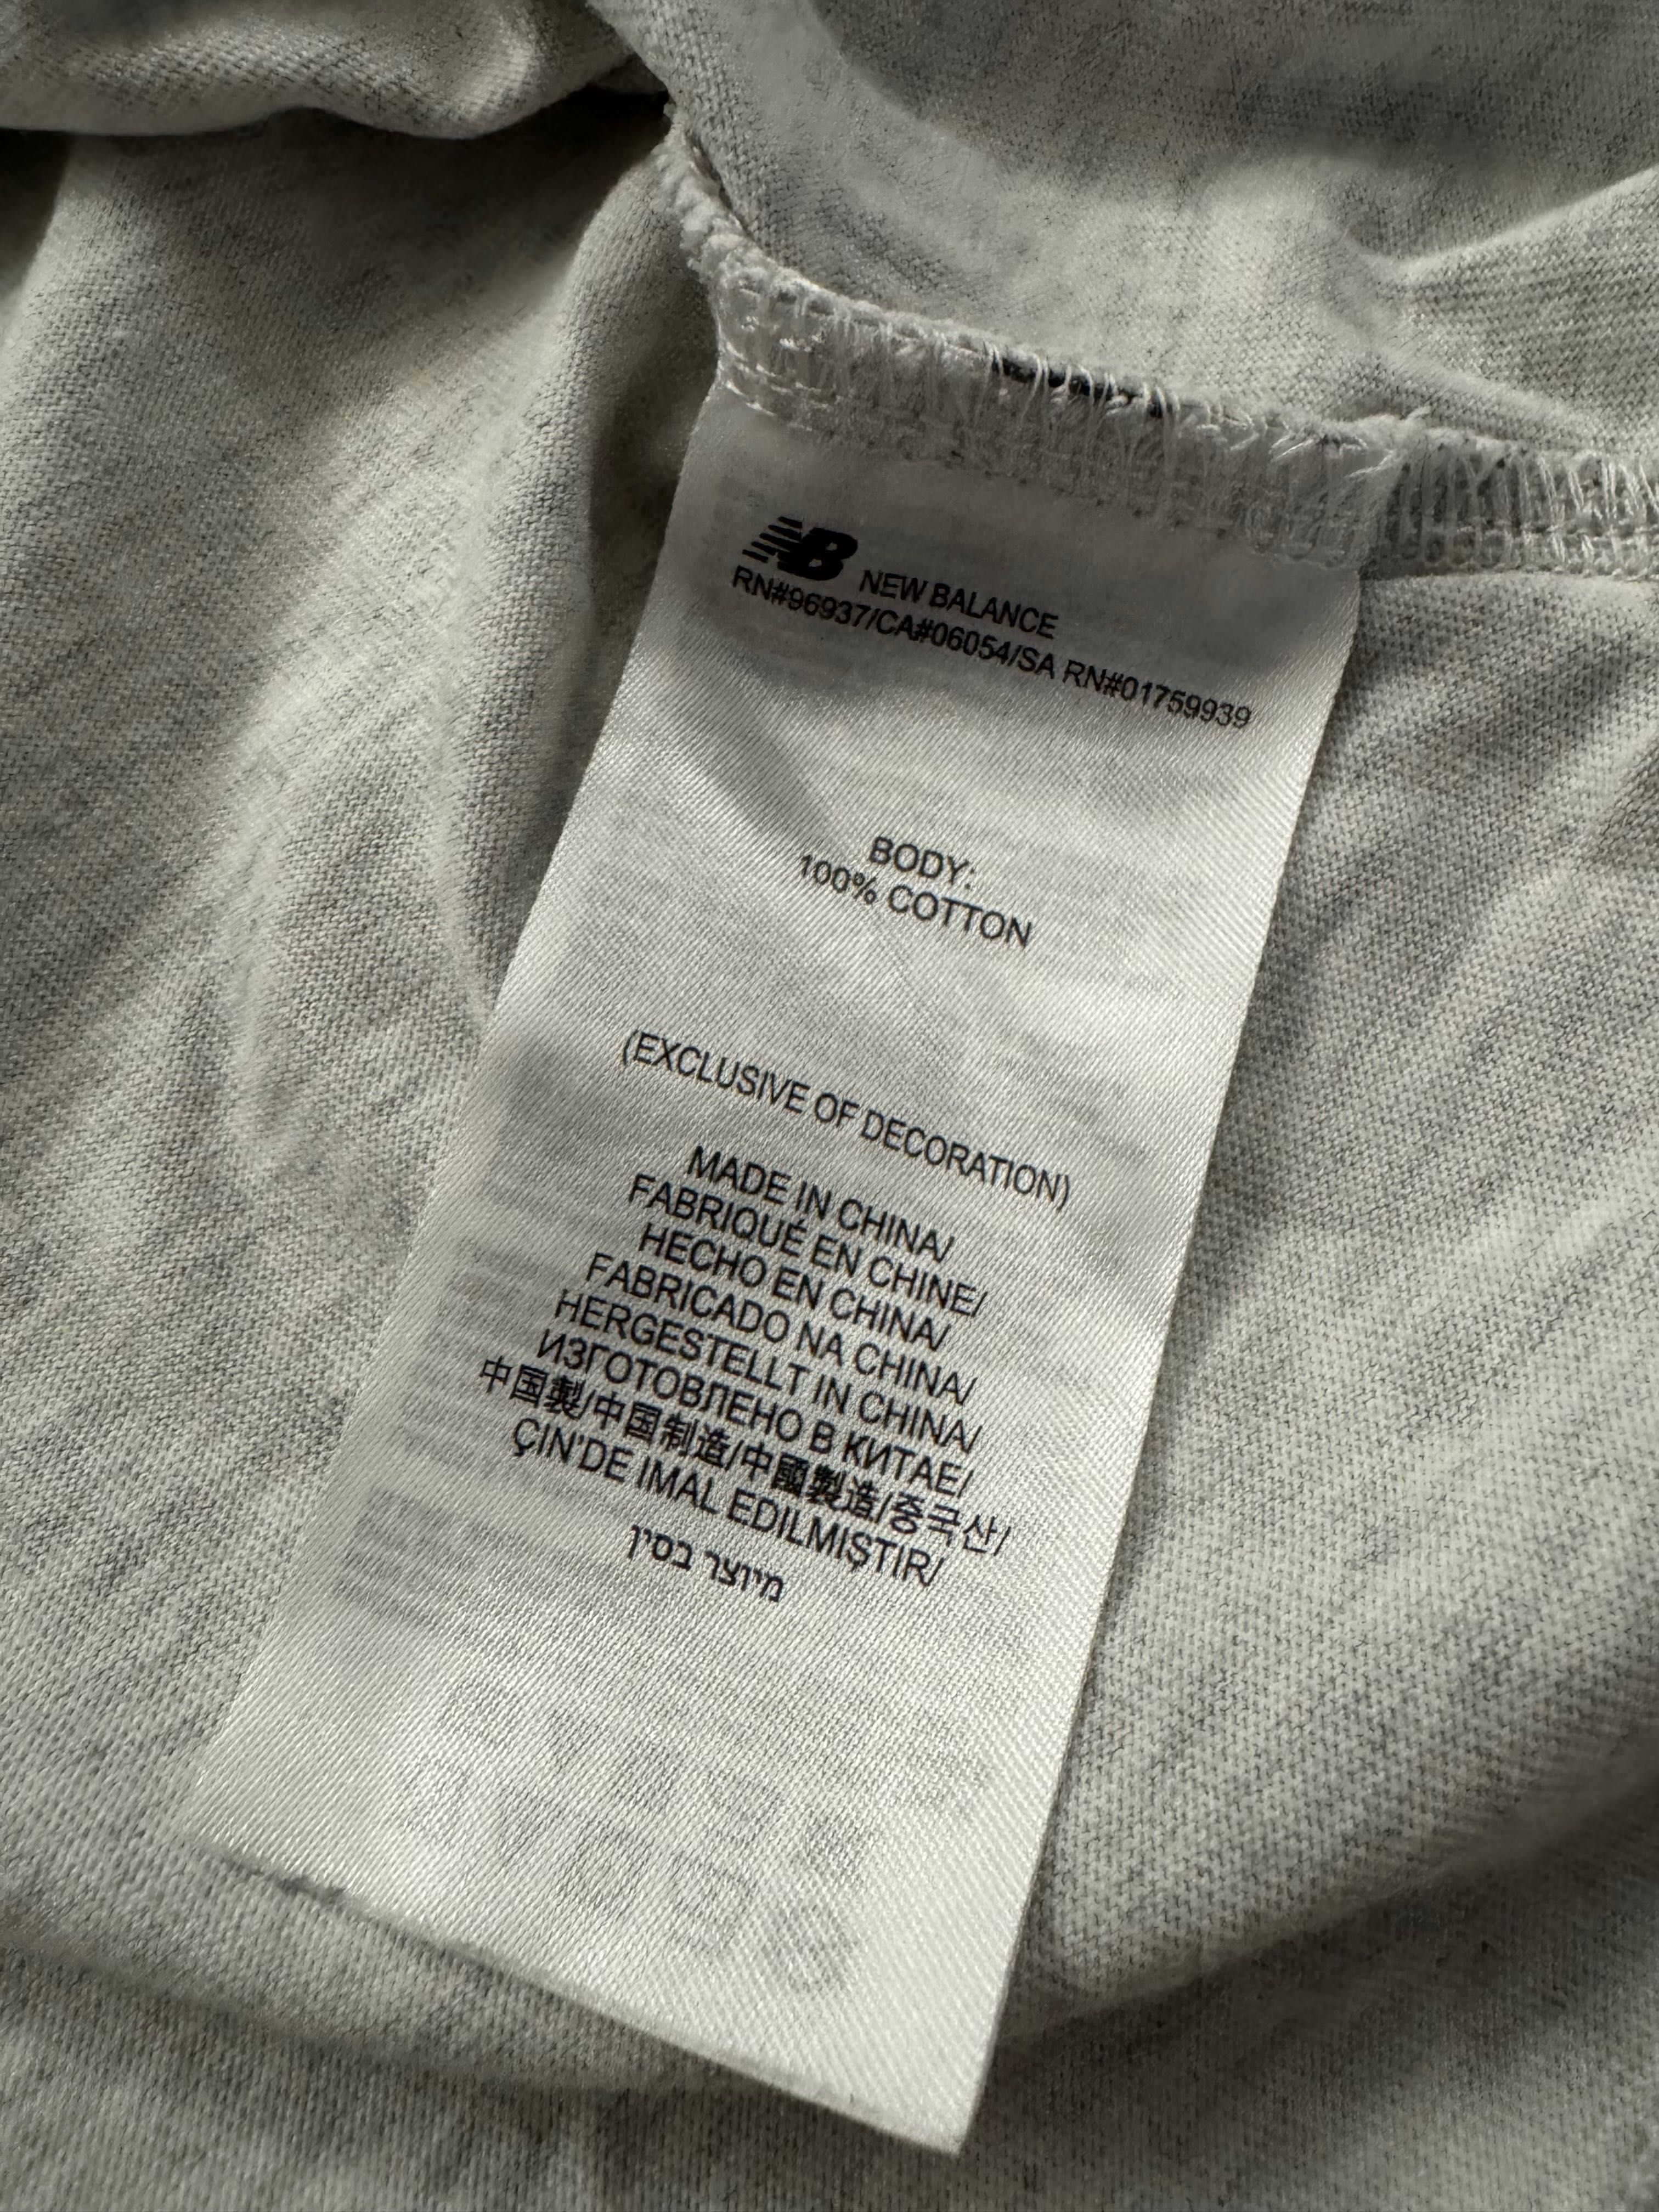 NB NEW BALANCE
RN#96937/CA#06054/SA RN#01759939
BODY:
100% COTTON
(EXCLUSIVE OF DECORATION)
MADE IN CHINA/
FABRIQUÉ EN CHINE/
HECHO EN CHINA/
FABRICADO NA CHINA/
HERGESTELLT IN CHINA/
ИЗГОТОВЛЕНО В КИТАЕ/
中国製/中国制造/中國製造/중국산/
ÇIN'DE IMAL EDILMIŞTIR/
מיוצר בסין